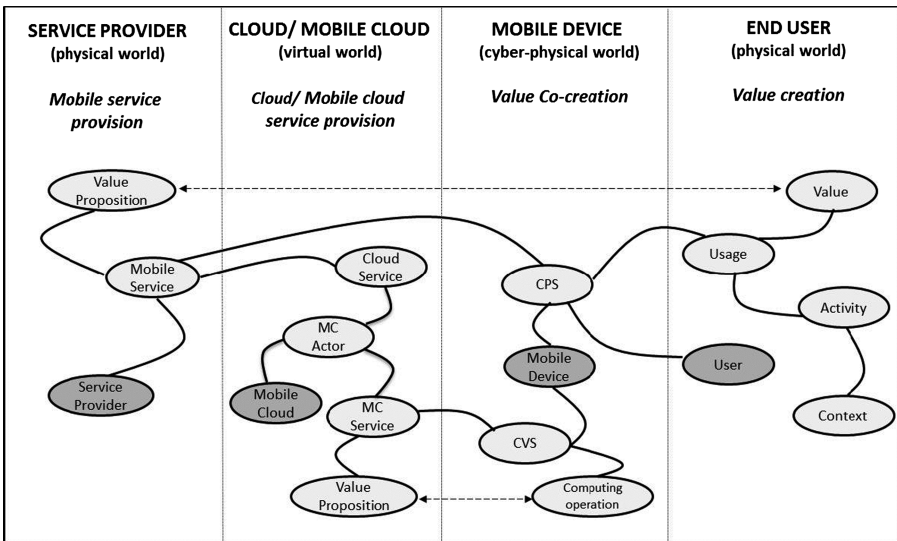 SERVICE PROVIDER
(physical world)
Mobile service
provision
CLOUD/ MOBILE CLOUD
(virtual world)
Cloud/ Mobile cloud
service provision
MOBILE DEVICE
(cyber-physical world)
Value Co-creation
END USER
(physical world)
Value creation
Value
Proposition
Mobile
Service
Service
Provider
Cloud
Service
MC
Actor
Mobile
Cloud
MC
Service
Value
Proposition
CPS
Mobile
Device
CVS
Computing
operation
Value
Usage
Activity
User
Context